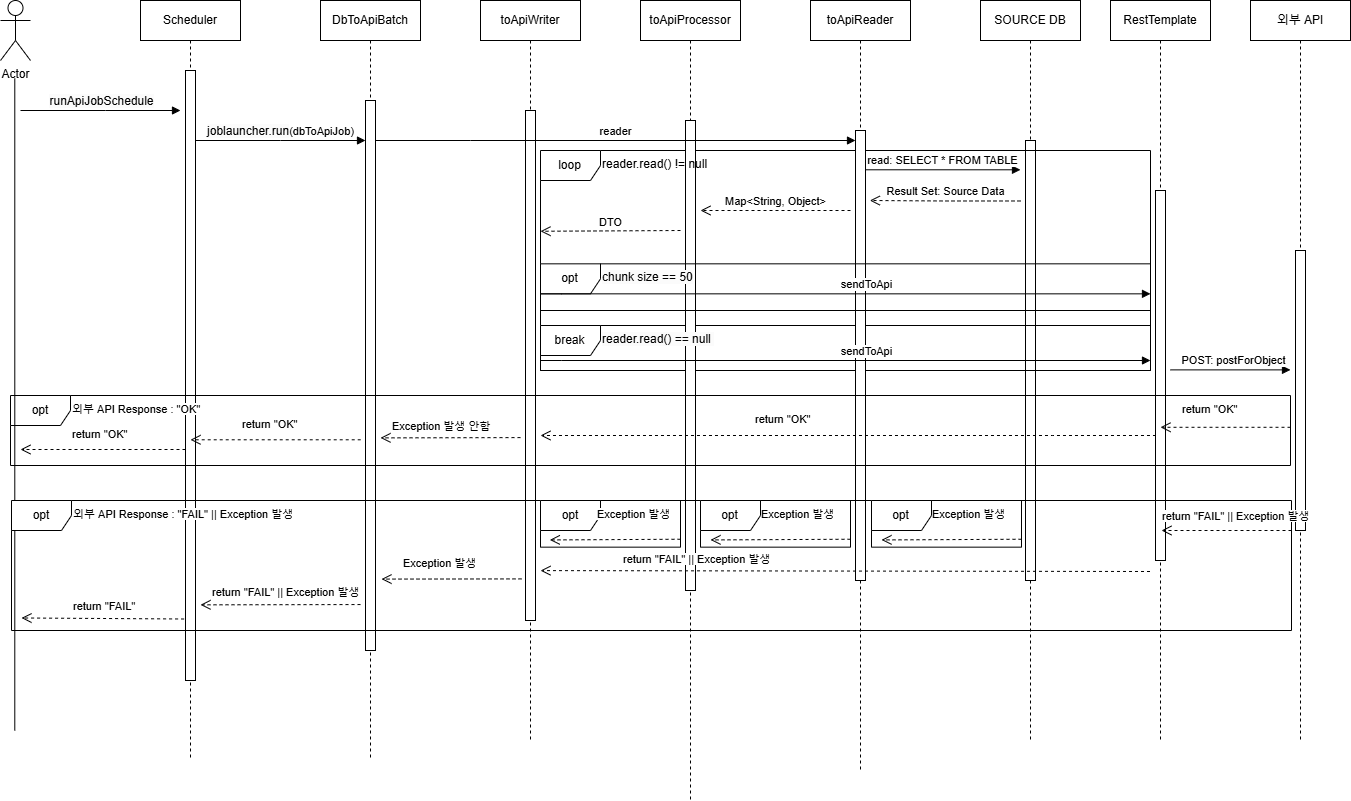 Scheduler
DbToApiBatch
toApiWriter
toApiProcessor
toApiReader
SOURCE DB
RestTemplate
외부 API
Actor
runApiJobSchedule
joblauncher.run(dbToApiJob)
reader
loop
reader.read() != null
read: SELECT * FROM TABLE
Result Set: Source Data
Map<String, Object>
DTO
opt
chunk size == 50
sendToApi
break
reader.read() == null
sendToApi
POST: postForObject
opt
외부 API Response : "OK"
return "OK"
return "OK"
Exception 발생 안함
return "OK"
return "OK"
opt
외부 API Response : "FAIL" || Exception 발생
opt
Exception 발생
opt
Exception 발생
opt
Exception 발생
return "FAIL" || Exception 발생
return "FAIL" || Exception 발생
Exception 발생
return "FAIL" || Exception 발생
return "FAIL"